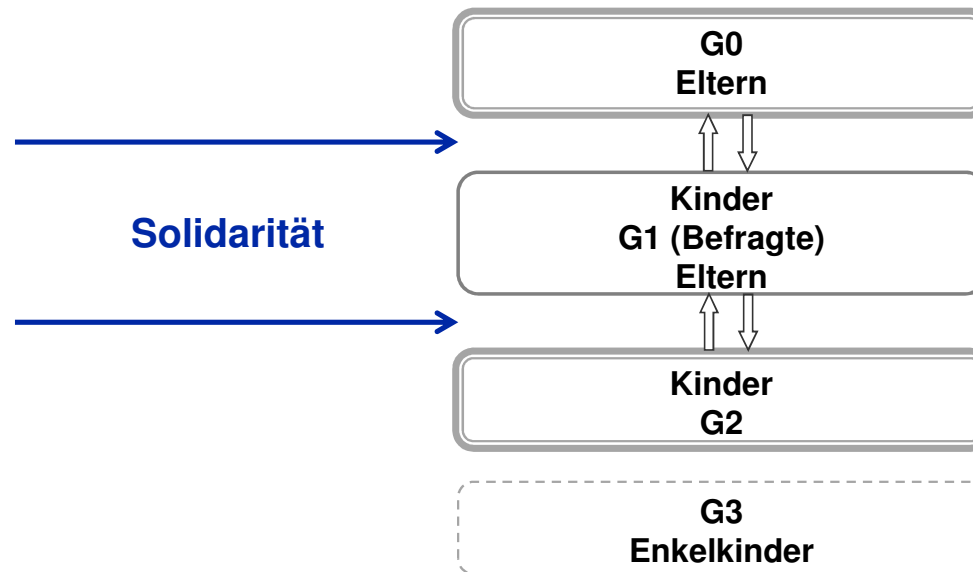 G0
Eltern
Solidarität
Kinder
G1 (Befragte)
Eltern
Kinder
G2
G3
Enkelkinder